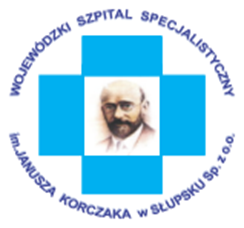 WOJEWÓDZKI SZPITAL SPECJALISTYCZNY
im.JANUSZA KORCZAKA w SŁUPSKU Sp. z o.o.